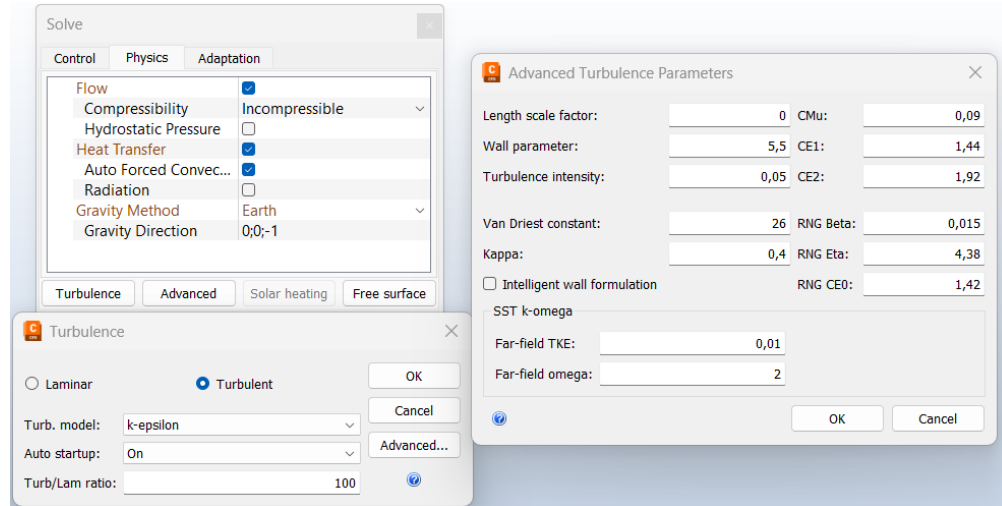 Solve
Control Physics Adaptation
Flow
Compressibility Incompressible
Hydrostatic Pressure
Heat Transfer
Auto Forced Convec...
Radiation
Gravity Method Earth
Gravity Direction 0;0;-1
Turbulence Advanced Solar heating Free surface
Turbulence
Laminar Turbulent OK
Cancel
Turb. model: k-epsilon
Advanced...
Auto startup: On
Turb/Lam ratio: 100
Advanced Turbulence Parameters
Length scale factor: 0 CMu: 0,09
Wall parameter: 5,5 CE1: 1,44
Turbulence intensity: 0,05 CE2: 1,92
Van Driest constant: 26 RNG Beta: 0,015
Kappa: 0,4 RNG Eta: 4,38
Intelligent wall formulation RNG CE0: 1,42
SST k-omega
Far-field TKE: 0,01
Far-field omega: 2
OK Cancel